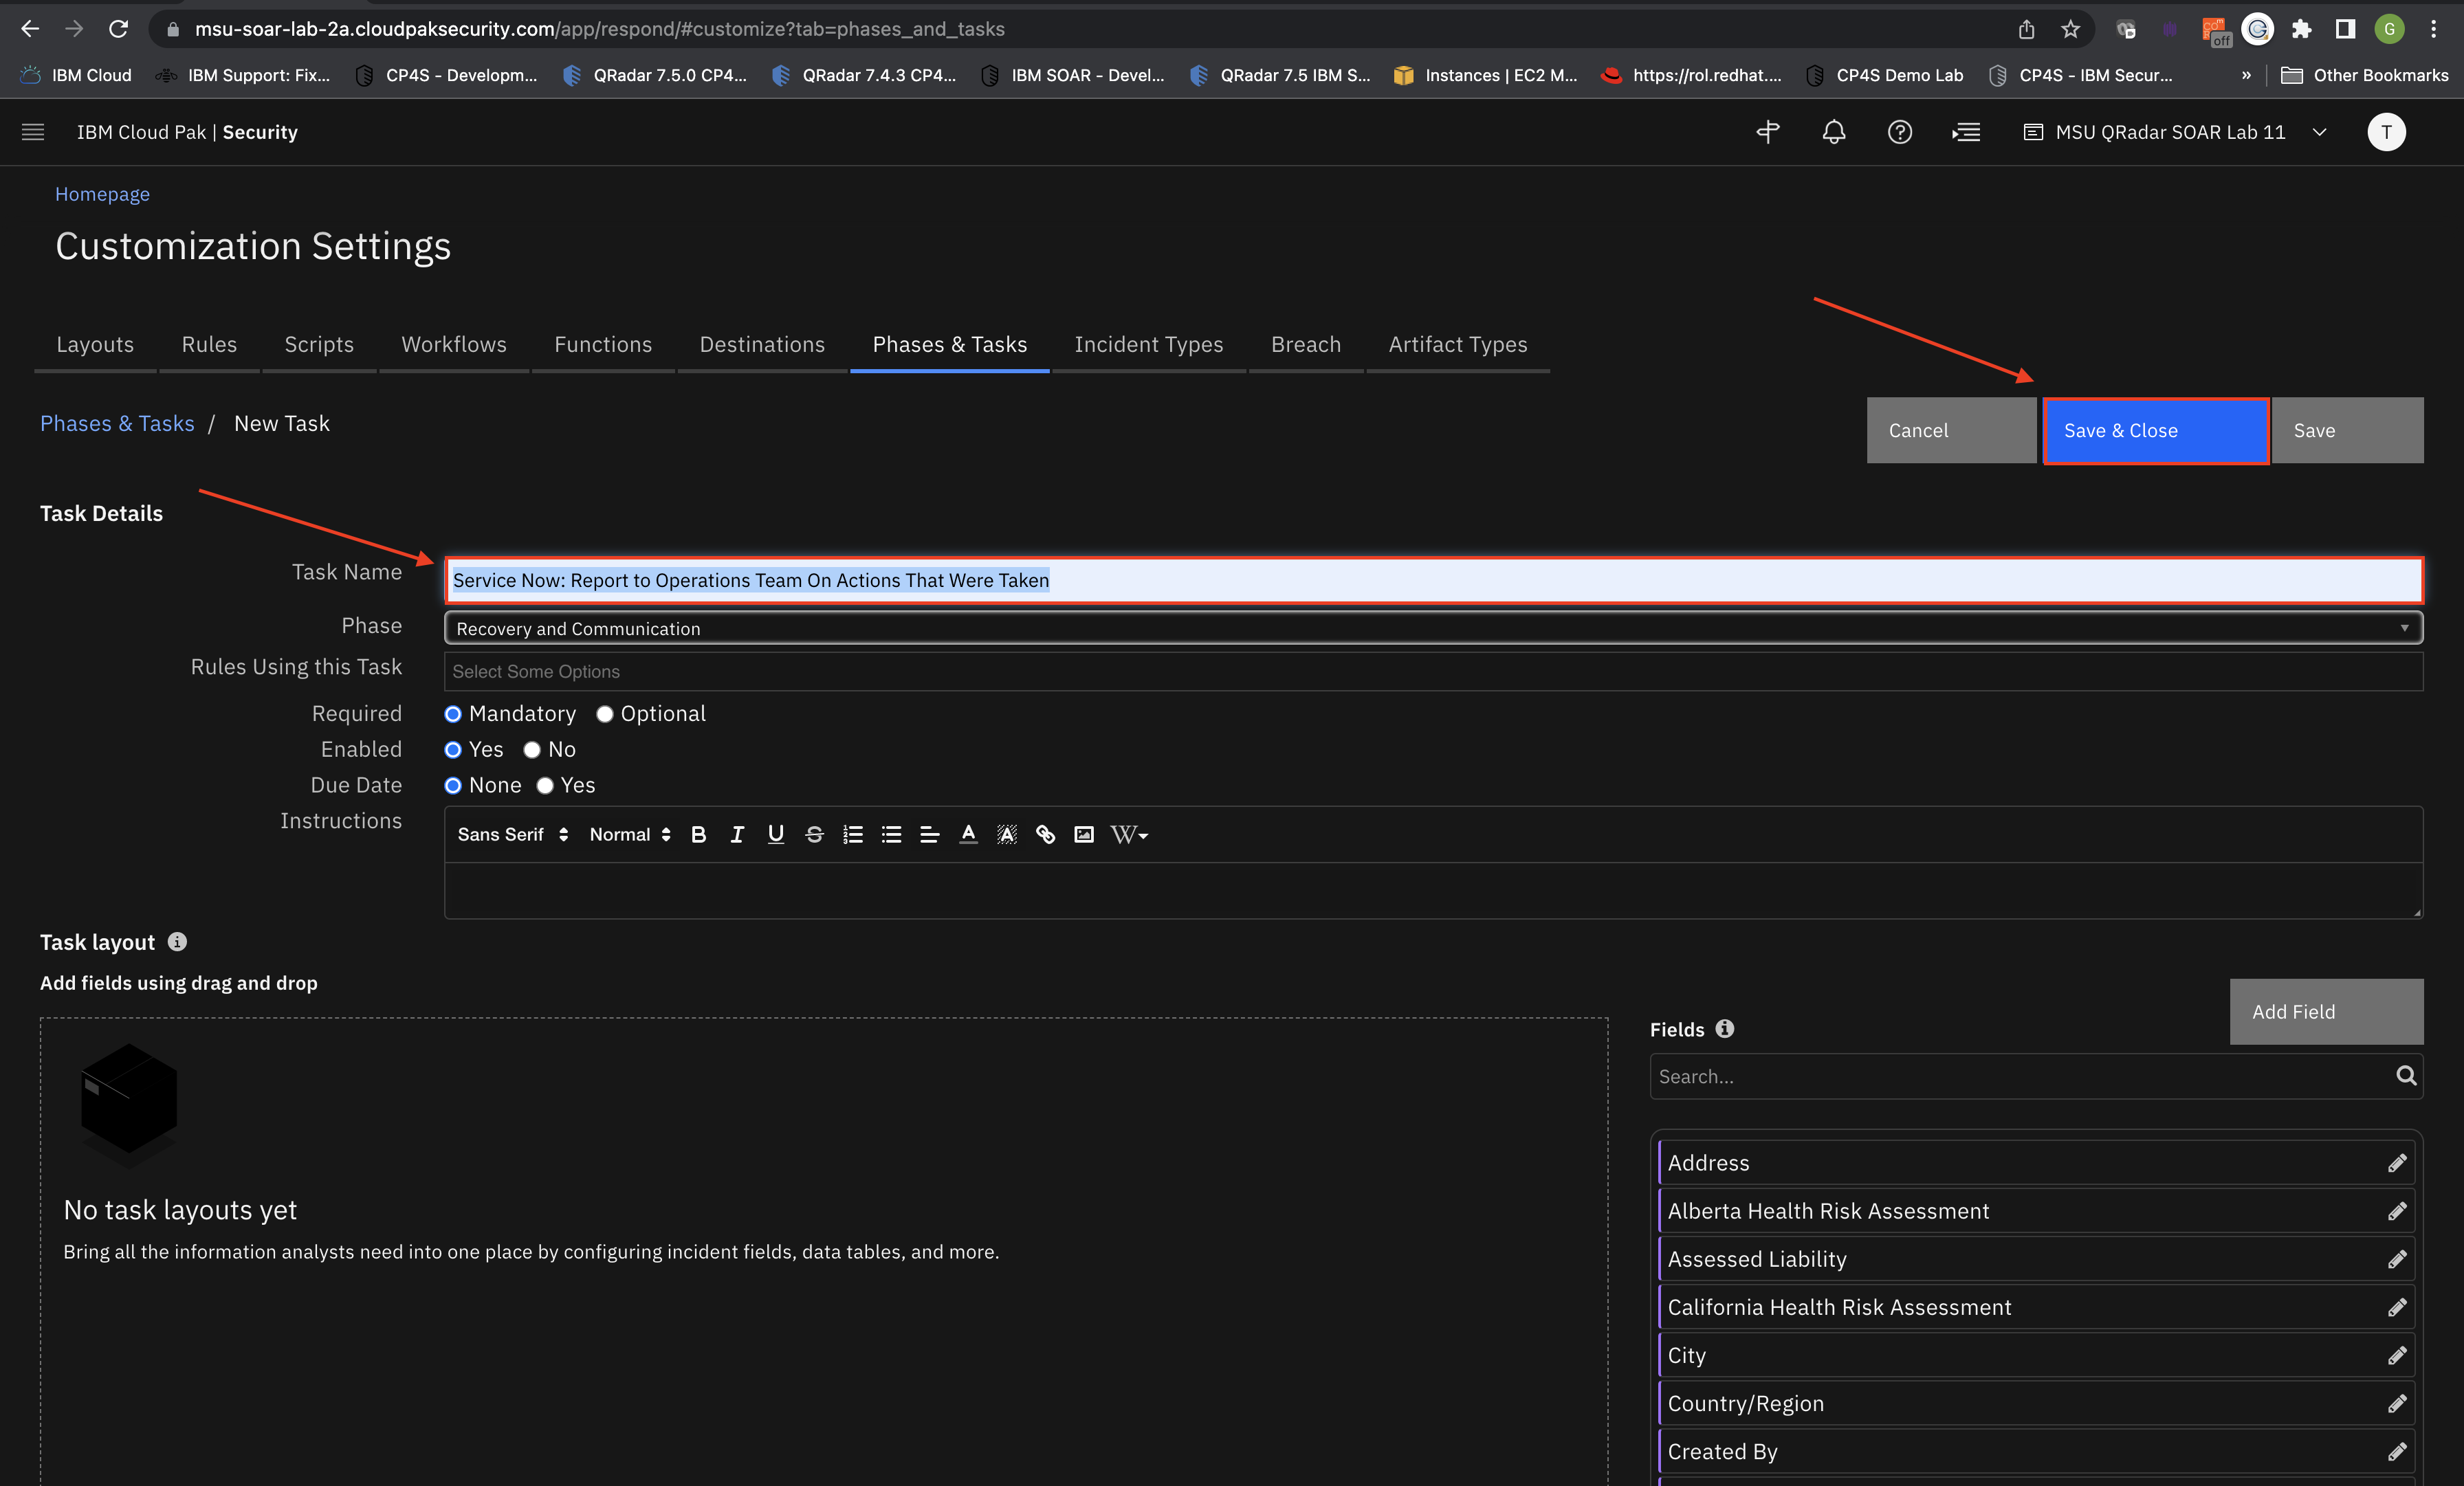 msu-soar-lab-2a.cloudpaksecurity.com/app/respond/#customize?tab=phases_and_tasks
off
G
IBM Cloud
IBM Support: Fix...
CP4S - Developm...
QRadar 7.5.0 CP4...
QRadar 7.4.3 CP4...
IBM SOAR - Devel...
QRadar 7.5 IBM S...
Instances | EC2 M...
https://rol.redhat....
CP4S Demo Lab
CP4S - IBM Secur...
»
Other Bookmarks
IBM Cloud Pak | Security
MSU QRadar SOAR Lab 11
T
Homepage
Customization Settings
Layouts
Rules
Scripts
Workflows
Functions
Destinations
Phases & Tasks
Incident Types
Breach
Artifact Types
Phases & Tasks / New Task
Cancel
Save & Close
Save
Task Details
Task Name
Service Now: Report to Operations Team On Actions That Were Taken
Phase
Recovery and Communication
Rules Using this Task
Select Some Options
Required
Mandatory
Optional
Enabled
Yes
No
Due Date
None
Yes
Instructions
Sans Serif
Normal
B I U S A A W
Task layout
Add fields using drag and drop
No task layouts yet
Bring all the information analysts need into one place by configuring incident fields, data tables, and more.
Add Field
Fields
Search...
Address
Alberta Health Risk Assessment
Assessed Liability
California Health Risk Assessment
City
Country/Region
Created By